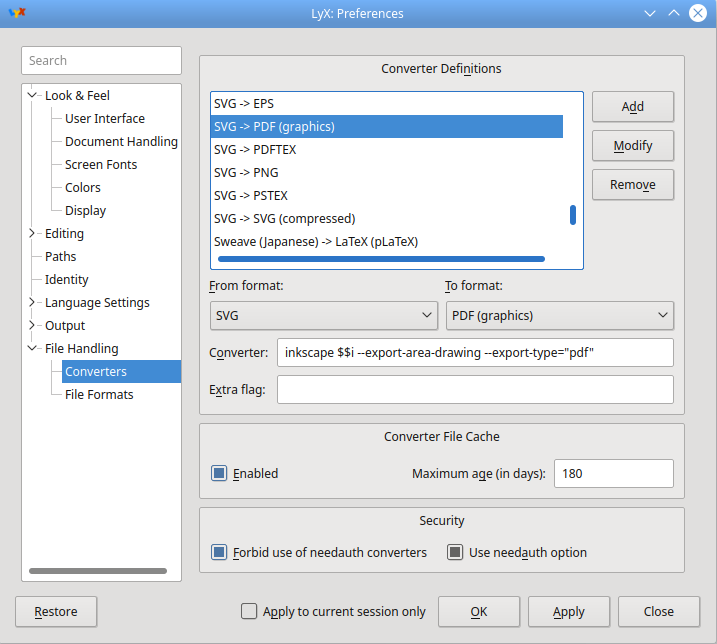 LyX: Preferences
Search
Look & Feel
User Interface
Document Handling
Screen Fonts
Colors
Display
Editing
Paths
Identity
Language Settings
Output
File Handling
Converters
File Formats
Converter Definitions
SVG -> EPS
SVG -> PDF (graphics)
SVG -> PDFTEX
SVG -> PNG
SVG -> PSTEX
SVG -> SVG (compressed)
Sweave (Japanese) -> LaTeX (pLaTeX)
Add
Modify
Remove
From format:
To format:
SVG
PDF (graphics)
Converter:
inkscape $$i --export-area-drawing --export-type="pdf"
Extra flag:
Converter File Cache
Enabled
Maximum age (in days):
180
Security
Forbid use of needauth converters
Use needauth option
Restore
Apply to current session only
OK
Apply
Close